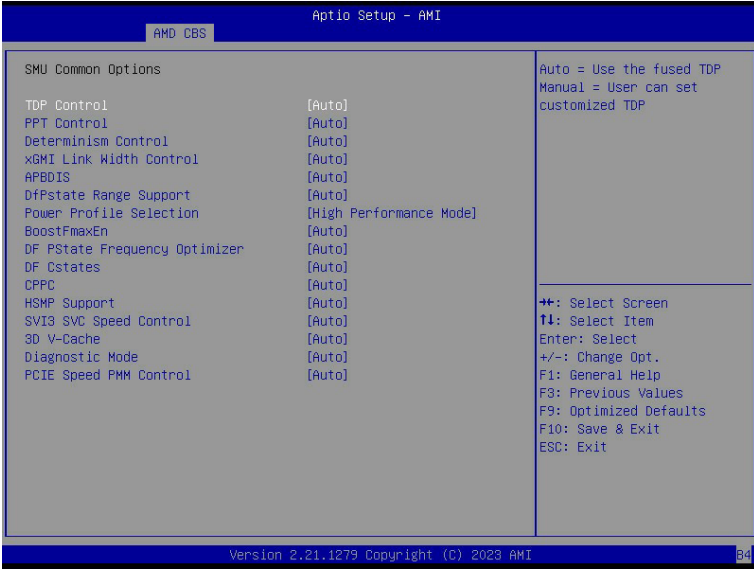 Aptio Setup – AMI
AMD CBS
SMU Common Options
TDP Control [Auto]
PPT Control [Auto]
Determinism Control [Auto]
xGMI Link Width Control [Auto]
APBDIS [Auto]
DfPstate Range Support [Auto]
Power Profile Selection [High Performance Mode]
BoostFmaxEn [Auto]
DF PState Frequency Optimizer [Auto]
DF Cstates [Auto]
CPPC [Auto]
HSMP Support [Auto]
SVI3 SVC Speed Control [Auto]
3D V-Cache [Auto]
Diagnostic Mode [Auto]
PCIE Speed PMM Control [Auto]
Auto = Use the fused TDP
Manual = User can set
customized TDP
→←: Select Screen
↑↓: Select Item
Enter: Select
+/-: Change Opt.
F1: General Help
F3: Previous Values
F9: Optimized Defaults
F10: Save & Exit
ESC: Exit
Version 2.21.1279 Copyright (C) 2023 AMI
B4